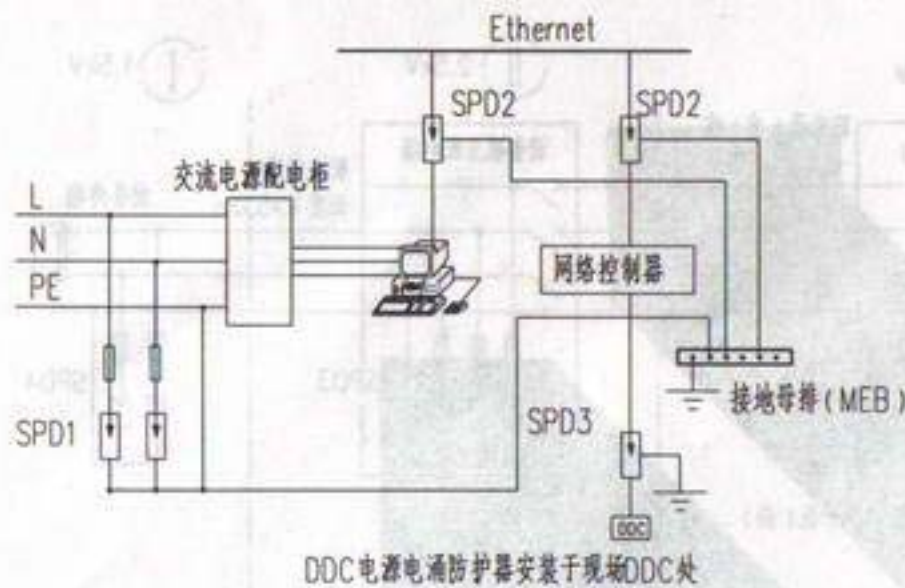 Ethernet
SPD2
SPD2
交流电源配电柜
L
N
PE
网络控制器
SPD1
SPD3
接地母排(MEB)
DDC
DDC电源电涌防护器安装于现场DDC处